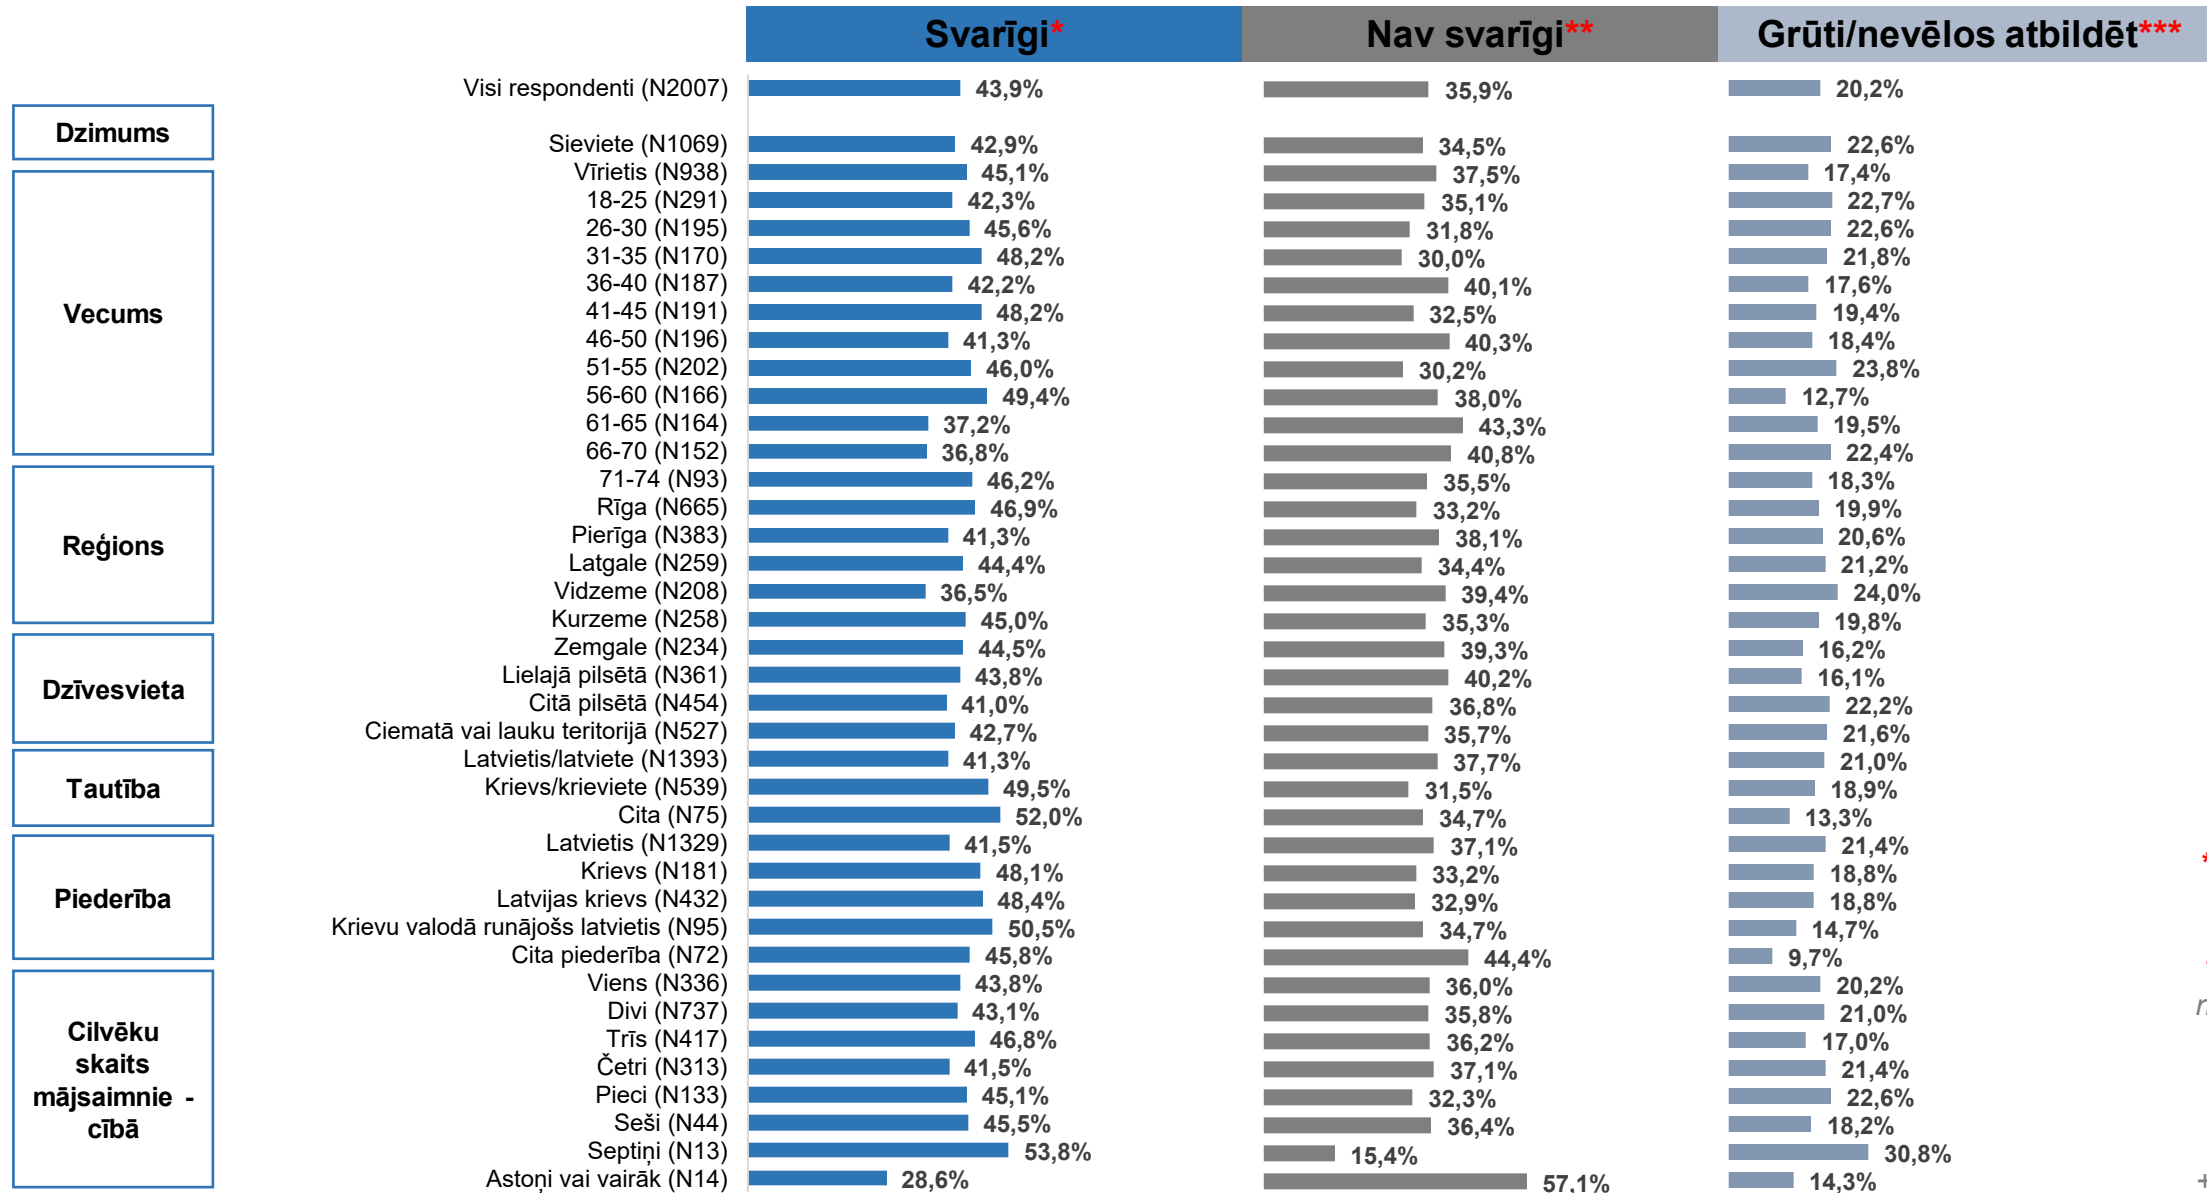 Svarīgi* Nav svarīgi** Grūti/nevēlos atbildēt***
Visi respondenti (N2007) 43,9% 35,9% 20,2%
Dzimums
Sieviete (N1069) 42,9% 34,5% 22,6%
Vīrietis (N938) 45,1% 37,5% 17,4%
Vecums
18-25 (N291) 42,3% 35,1% 22,7%
26-30 (N195) 45,6% 31,8% 22,6%
31-35 (N170) 48,2% 30,0% 21,8%
36-40 (N187) 42,2% 40,1% 17,6%
41-45 (N191) 48,2% 32,5% 19,4%
46-50 (N196) 41,3% 40,3% 18,4%
51-55 (N202) 46,0% 30,2% 23,8%
56-60 (N166) 49,4% 38,0% 12,7%
61-65 (N164) 37,2% 43,3% 19,5%
66-70 (N152) 36,8% 40,8% 22,4%
71-74 (N93) 46,2% 35,5% 18,3%
Reģions
Rīga (N665) 46,9% 33,2% 19,9%
Pierīga (N383) 41,3% 38,1% 20,6%
Latgale (N259) 44,4% 34,4% 21,2%
Vidzeme (N208) 36,5% 39,4% 24,0%
Kurzeme (N258) 45,0% 35,3% 19,8%
Zemgale (N234) 44,5% 39,3% 16,2%
Dzīvesvieta
Lielajā pilsētā (N361) 43,8% 40,2% 16,1%
Citā pilsētā (N454) 41,0% 36,8% 22,2%
Ciematā vai lauku teritorijā (N527) 42,7% 35,7% 21,6%
Tautība
Latvietis/latviete (N1393) 41,3% 37,7% 21,0%
Krievs/krieviete (N539) 49,5% 31,5% 18,9%
Cita (N75) 52,0% 34,7% 13,3%
Piederība
Latvietis (N1329) 41,5% 37,1% 21,4%
Krievs (N181) 48,1% 33,2% 18,8%
Latvijas krievs (N432) 48,4% 32,9% 18,8%
Krievu valodā runājošs latvietis (N95) 50,5% 34,7% 14,7%
Cita piederība (N72) 45,8% 44,4% 9,7%
Cilvēku
skaits
mājsaimnie -
cībā
Viens (N336) 43,8% 36,0% 20,2%
Divi (N737) 43,1% 35,8% 21,0%
Trīs (N417) 46,8% 36,2% 17,0%
Četri (N313) 41,5% 37,1% 21,4%
Pieci (N133) 45,1% 32,3% 22,6%
Seši (N44) 45,5% 36,4% 18,2%
Septiņi (N13) 53,8% 15,4% 30,8%
Astoņi vai vairāk (N14) 28,6% 57,1% 14,3%